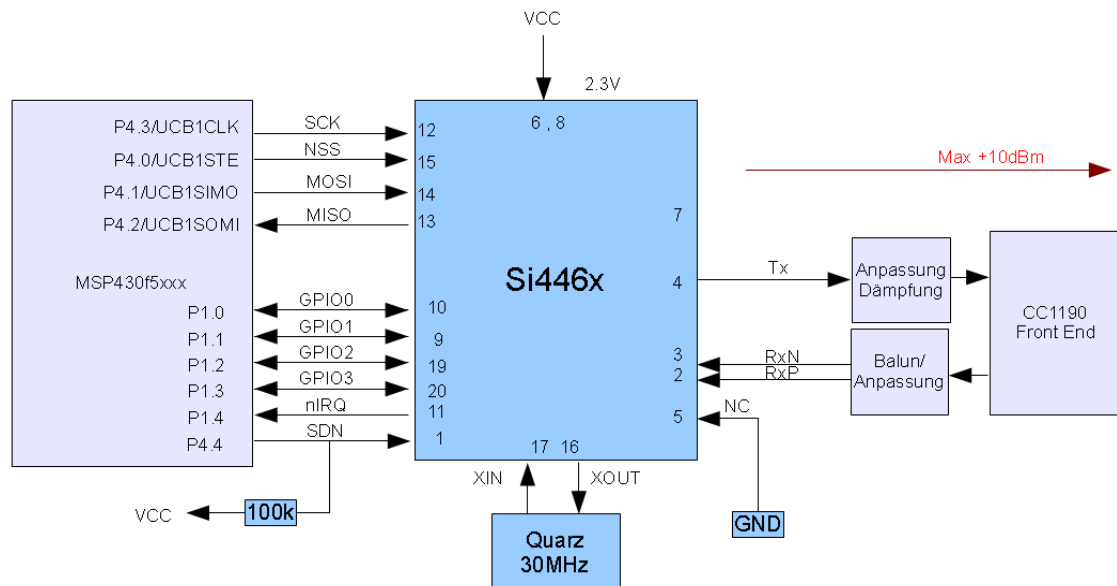 VCC
2.3V
6 , 8
P4.3/UCB1CLK
SCK
12
P4.0/UCB1STE
NSS
15
P4.1/UCB1SIMO
MOSI
14
P4.2/UCB1SOMI
MISO
13
Max +10dBm
7
MSP430f5xxx
Si446x
4
Tx
Anpassung
Dämpfung
CC1190
Front End
P1.0
GPIO0
10
P1.1
GPIO1
9
P1.2
GPIO2
19
P1.3
GPIO3
20
P1.4
nIRQ
11
P4.4
SDN
1
3
RxN
2
RxP
Balun/
Anpassung
5
NC
17 16
XIN
XOUT
VCC
100k
Quarz
30MHz
GND